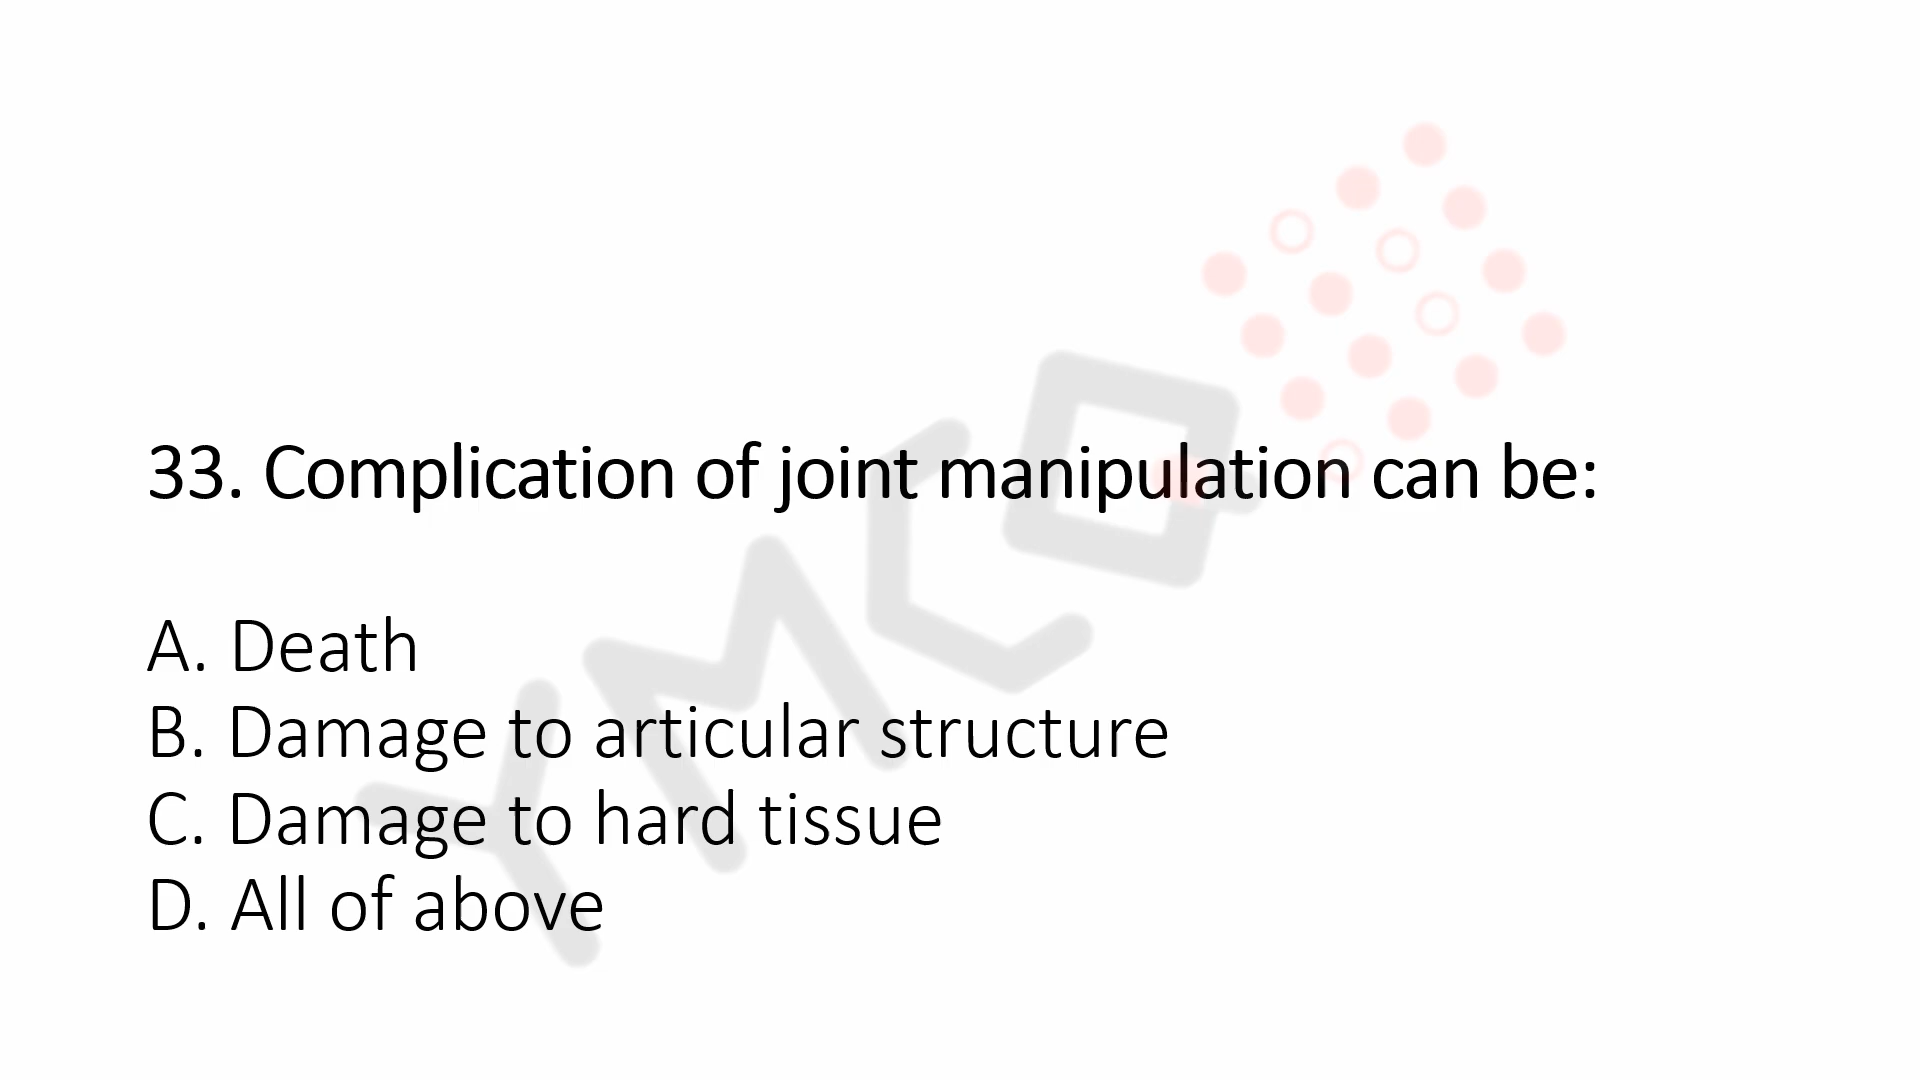 33. Complication of joint manipulation can be:
A. Death
B. Damage to articular structure
C. Damage to hard tissue
D. All of above
YMCO